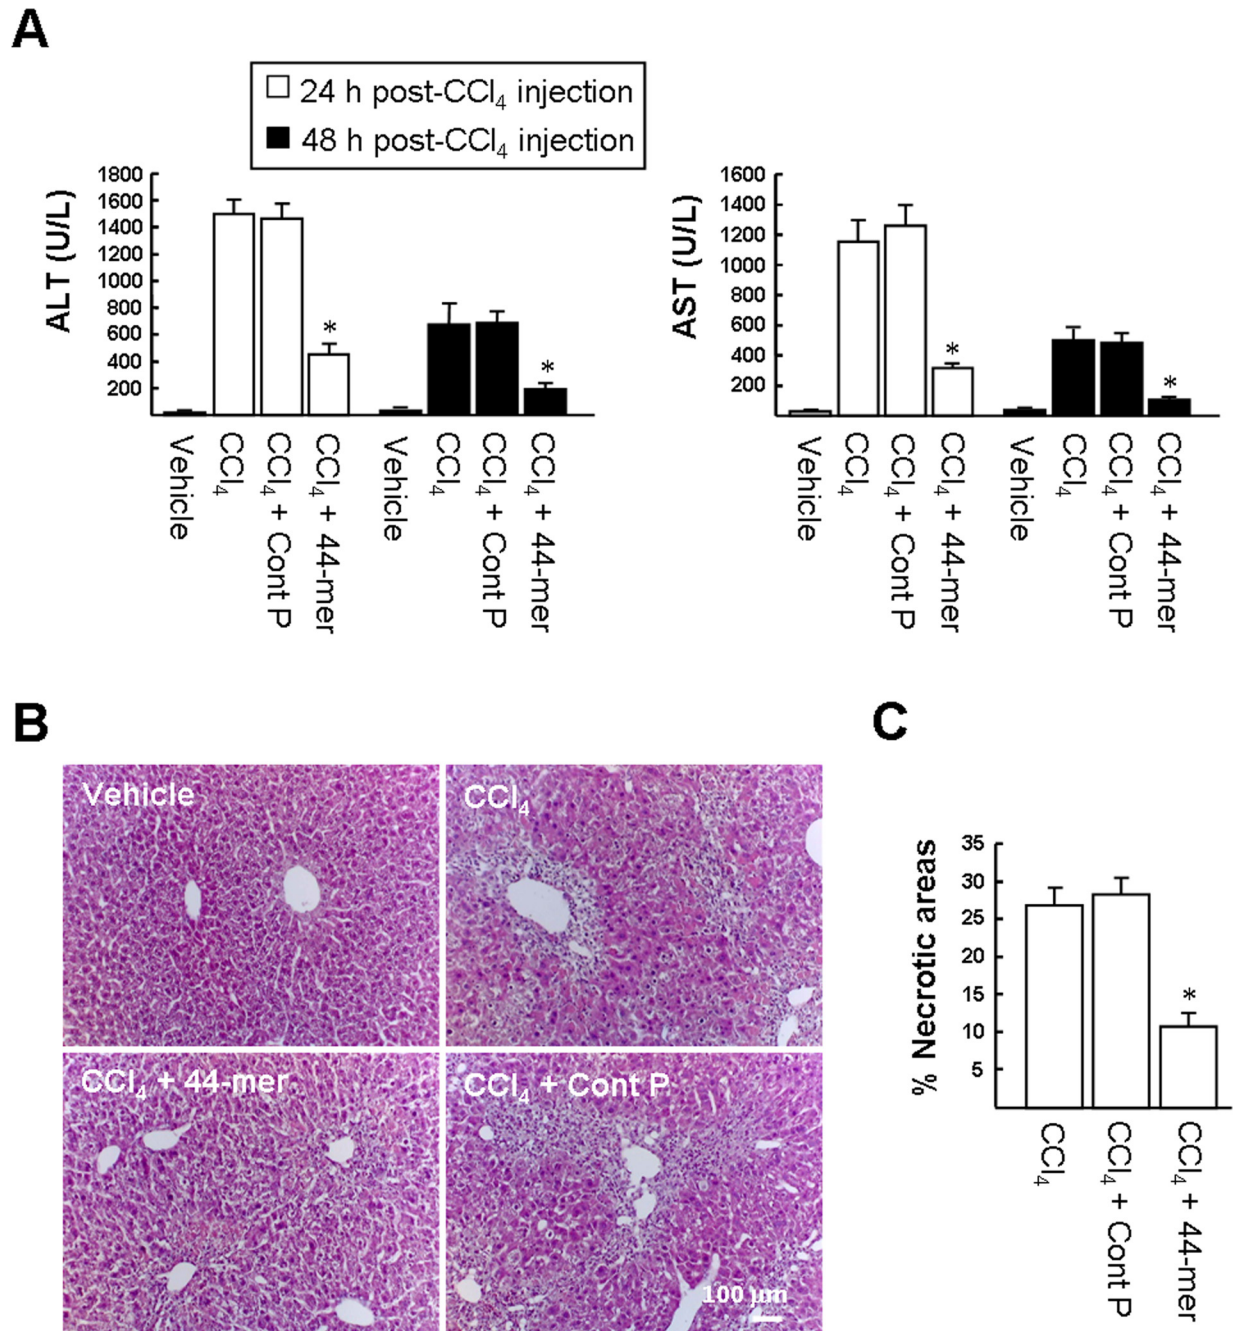 A
24 h post-CCl4 injection
48 h post-CCl4 injection
ALT (U/L)
1800
1600
1400
1200
1000
800
600
400
200
*
*
Vehicle
CCl4
CCl4 + Cont P
CCl4 + 44-mer
Vehicle
CCl4
CCl4 + Cont P
CCl4 + 44-mer
AST (U/L)
1600
1400
1200
1000
800
600
400
200
*
*
Vehicle
CCl4
CCl4 + Cont P
CCl4 + 44-mer
Vehicle
CCl4
CCl4 + Cont P
CCl4 + 44-mer
B
Vehicle
CCl4
CCl4 + 44-mer
CCl4 + Cont P
100 µm
C
% Necrotic areas
35
30
25
20
15
10
5
*
CCl4
CCl4 + Cont P
CCl4 + 44-mer